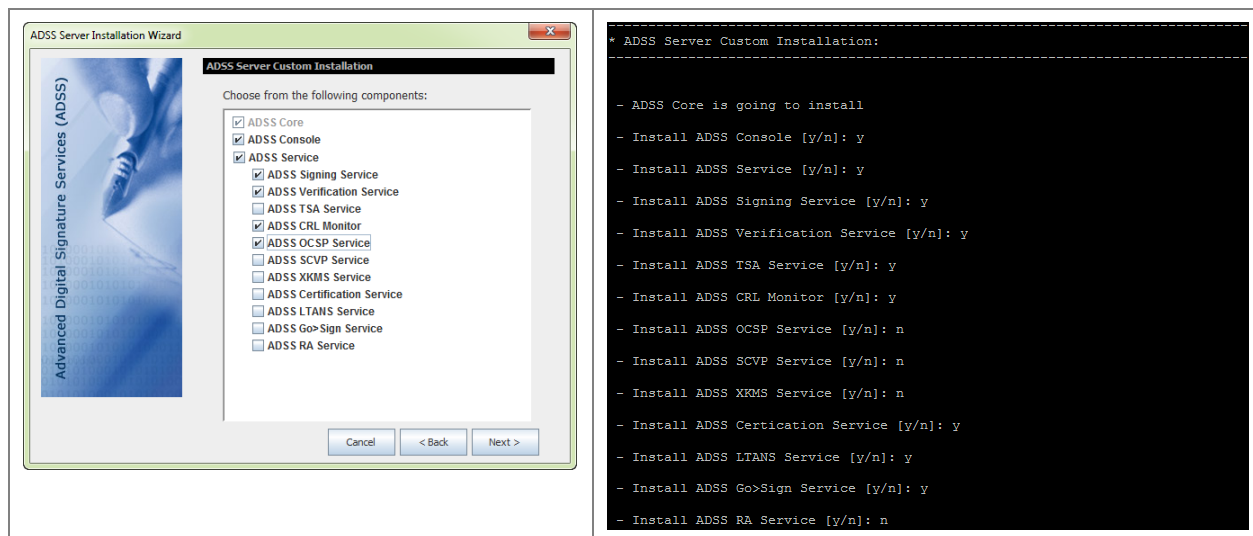 ADSS Server Installation Wizard
Advanced Digital Signature Services (ADSS)
ADSS Server Custom Installation
Choose from the following components:
ADSS Core
ADSS Console
ADSS Service
ADSS Signing Service
ADSS Verification Service
ADSS TSA Service
ADSS CRL Monitor
ADSS OCSP Service
ADSS SCVP Service
ADSS XKMS Service
ADSS Certification Service
ADSS LTANS Service
ADSS Go>Sign Service
ADSS RA Service
Cancel
< Back
Next >
* ADSS Server Custom Installation:
- ADSS Core is going to install
- Install ADSS Console [y/n]: y
- Install ADSS Service [y/n]: y
- Install ADSS Signing Service [y/n]: y
- Install ADSS Verification Service [y/n]: y
- Install ADSS TSA Service [y/n]: y
- Install ADSS CRL Monitor [y/n]: y
- Install ADSS OCSP Service [y/n]: n
- Install ADSS SCVP Service [y/n]: n
- Install ADSS XKMS Service [y/n]: n
- Install ADSS Certication Service [y/n]: y
- Install ADSS LTANS Service [y/n]: y
- Install ADSS Go>Sign Service [y/n]: y
- Install ADSS RA Service [y/n]: n